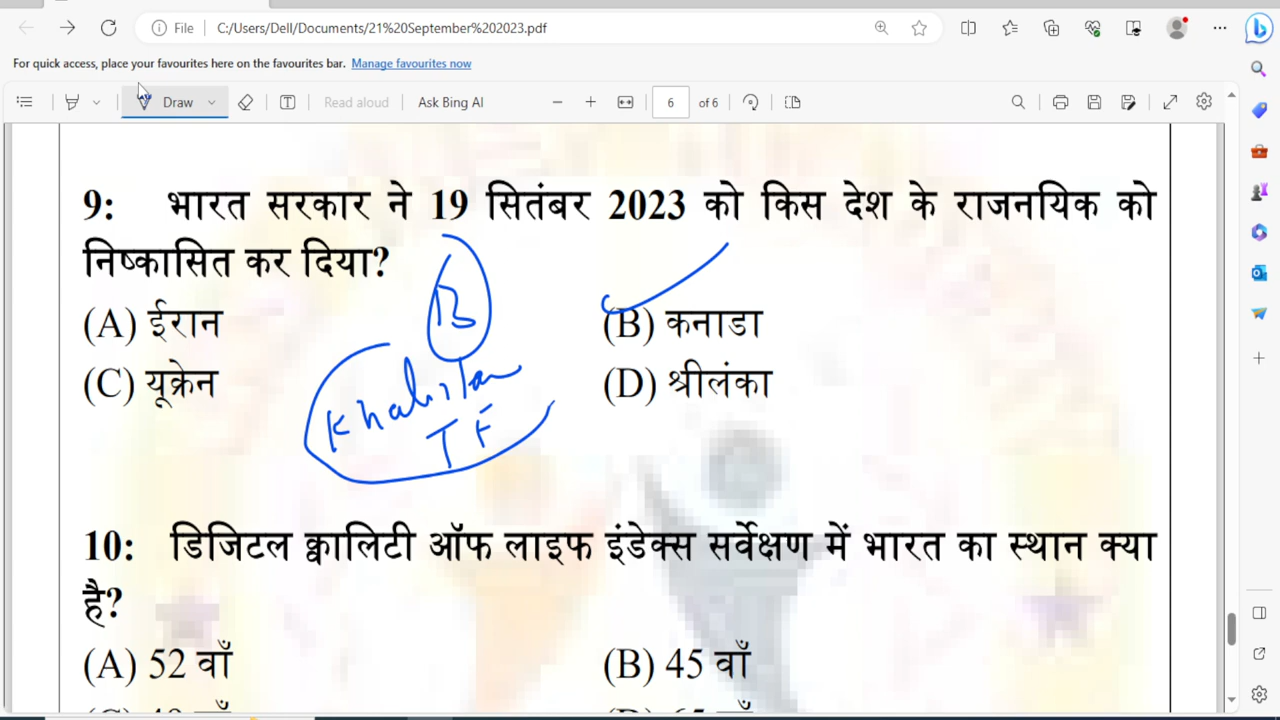 File C:/Users/Dell/Documents/21%20September%202023.pdf
For quick access, place your favourites here on the favourites bar. Manage favourites now
Draw Read aloud Ask Bing AI 6 of 6
9: भारत सरकार ने 19 सितंबर 2023 को किस देश के राजनयिक को
निष्कासित कर दिया?
B
(A) ईरान (B) कनाडा
(C) यूक्रेन (D) श्रीलंका
T F
10: डिजिटल क्वालिटी ऑफ लाइफ इंडेक्स सर्वेक्षण में भारत का स्थान क्या
है?
(A) 52 वाँ (B) 45 वाँ